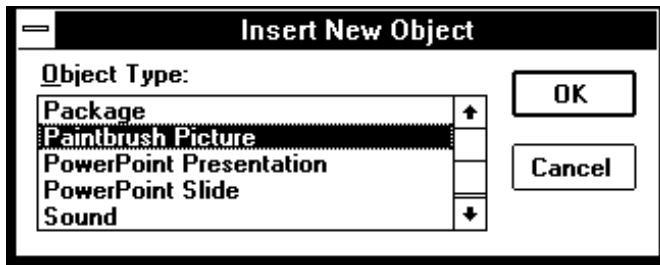 Insert New Object
Object Type:
Package
Paintbrush Picture
PowerPoint Presentation
PowerPoint Slide
Sound
OK
Cancel